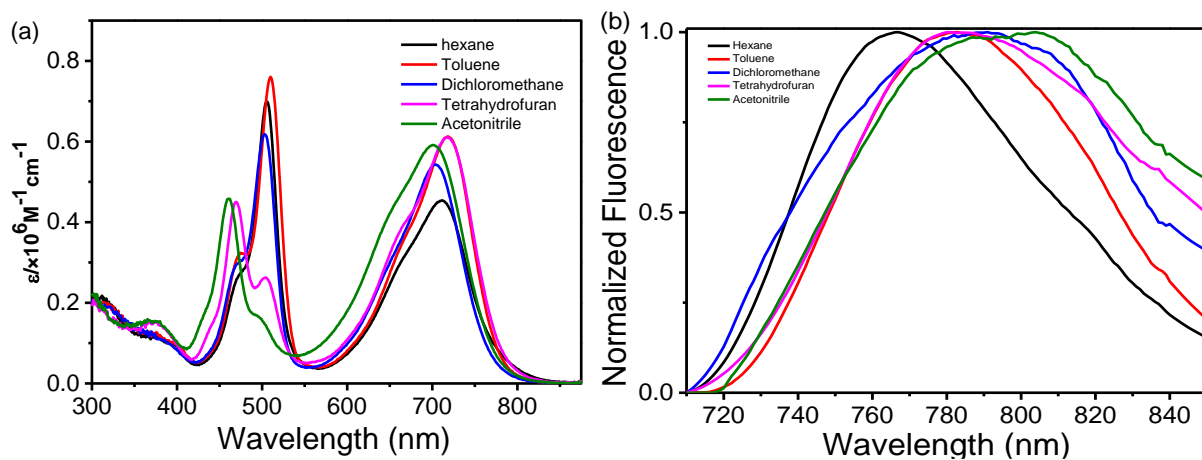 (a)
ε/×10⁶M⁻¹cm⁻¹
0.8
0.6
0.4
0.2
0.0
hexane
Toluene
Dichloromethane
Tetrahydrofuran
Acetonitrile
300 400 500 600 700 800
Wavelength (nm)
(b)
Normalized Fluorescence
1.0
0.5
1.0
Hexane
Toluene
Dichloromethane
Tetrahydrofuran
Acetonitrile
720 740 760 780 800 820 840
Wavelength (nm)